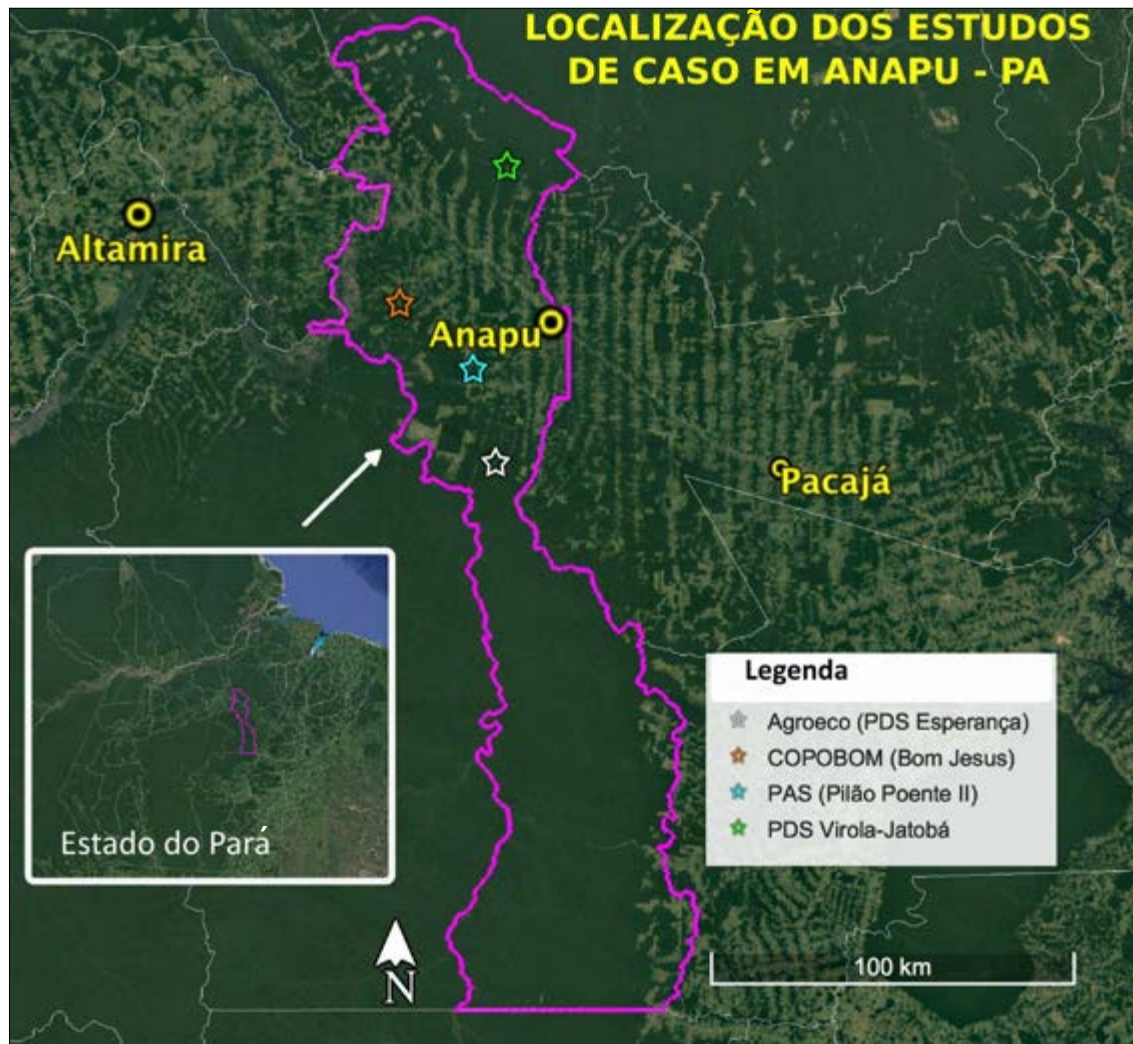 LOCALIZAÇÃO DOS ESTUDOS
DE CASO EM ANAPU - PA
Altamira
Anapu
Pacajá
Estado do Pará
Legenda
Agroeco (PDS Esperança)
COPOBOM (Bom Jesus)
PAS (Pilão Poente II)
PDS Virola-Jatobá
N
100 km